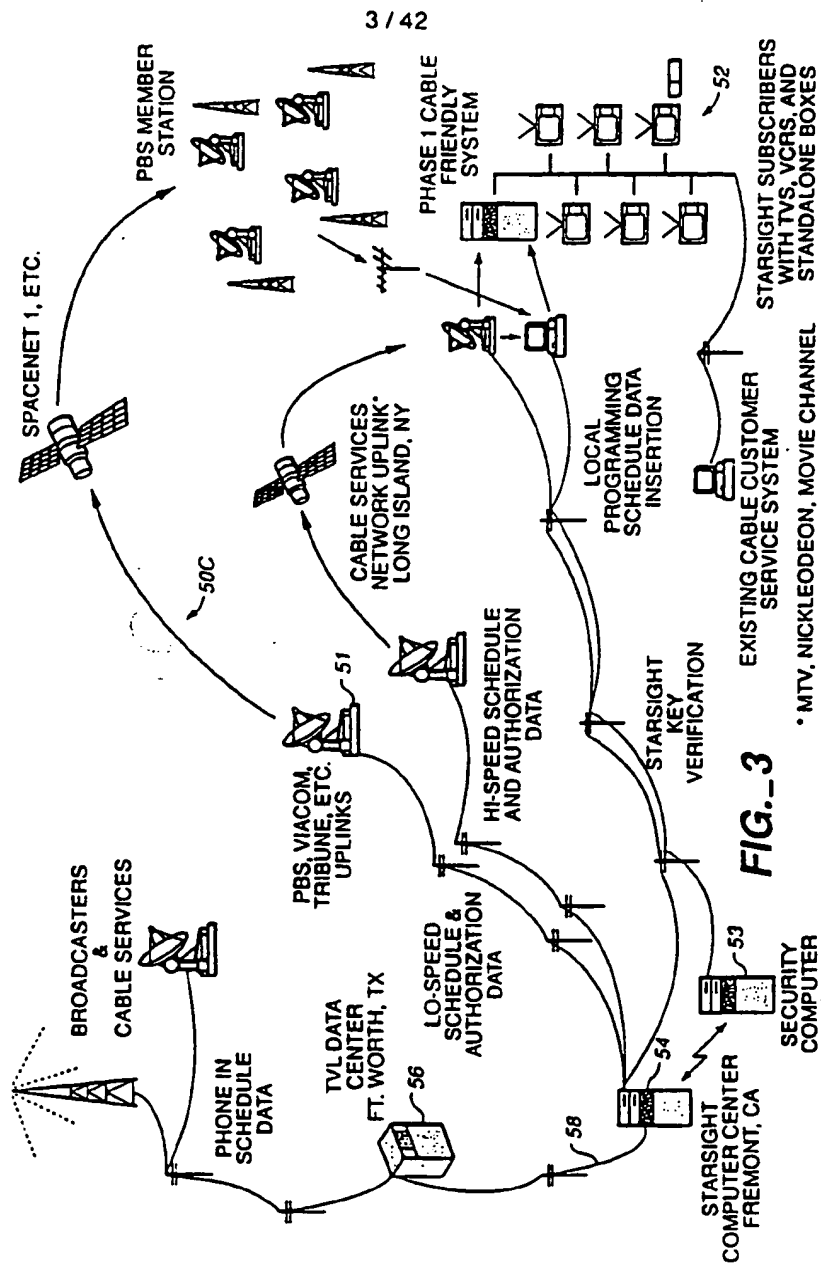 3 / 42
SPACENET 1, ETC.
PBS MEMBER
STATION
50C
CABLE SERVICES
NETWORK UPLINK*
LONG ISLAND, NY
PHASE 1 CABLE
FRIENDLY
SYSTEM
52
STARSIGHT SUBSCRIBERS
WITH TVS, VCRS, AND
STANDALONE BOXES
BROADCASTERS
&
CABLE SERVICES
PHONE IN
SCHEDULE
DATA
PBS, VIACOM,
TRIBUNE, ETC.
UPLINKS
51
HI-SPEED SCHEDULE
AND AUTHORIZATION
DATA
LOCAL
PROGRAMMING
SCHEDULE DATA
INSERTION
TVL DATA
CENTER
FT. WORTH, TX
56
LO-SPEED
SCHEDULE &
AUTHORIZATION
DATA
STARSIGHT
KEY
VERIFICATION
EXISTING CABLE CUSTOMER
SERVICE SYSTEM
58
54
STARSIGHT
COMPUTER CENTER
FREMONT, CA
53
SECURITY
COMPUTER
* MTV, NICKLEODEON, MOVIE CHANNEL
FIG._3